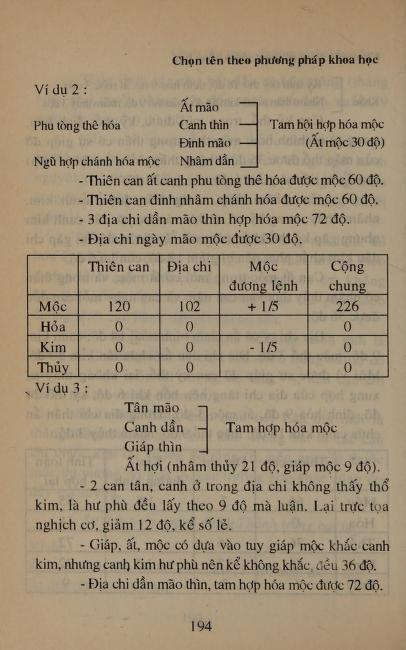 Chọn tên theo phương pháp khoa học
Ví dụ 2 :
Ất mão
Phu tòng thê hóa Canh thìn Tam hội hợp hóa mộc
Đinh mão (Ất mộc 30 độ)
Ngũ hợp chánh hóa mộc Nhâm dần
- Thiên can ất canh phu tòng thê hóa được mộc 60 độ.
- Thiên can đinh nhâm chánh hóa được mộc 60 độ.
- 3 địa chi dần mão thìn hợp hóa mộc 72 độ.
- Địa chi ngày mão mộc được 30 độ.
Thiên can Địa chi Mộc Cộng
đương lệnh chung
Mộc 120 102 + 1/5 226
Hỏa 0 0 0
Kim 0 0 - 1/5 0
Thủy 0 0 0
Ví dụ 3 :
Tân mão
Canh dần Tam hợp hóa mộc
Giáp thìn
Ất hợi (nhâm thủy 21 độ, giáp mộc 9 độ).
- 2 can tân, canh ở trong địa chi không thấy thổ
kim, là hư phù đều lấy theo 9 độ mà luận. Lại trực tọa
nghịch cơ, giảm 12 độ, kể số lẻ.
- Giáp, ất, mộc có dựa vào tuy giáp mộc khắc canh
kim, nhưng canh kim hư phù nên kể không khắc, đều 36 độ.
- Địa chi dần mão thìn, tam hợp hóa mộc được 72 độ.
194